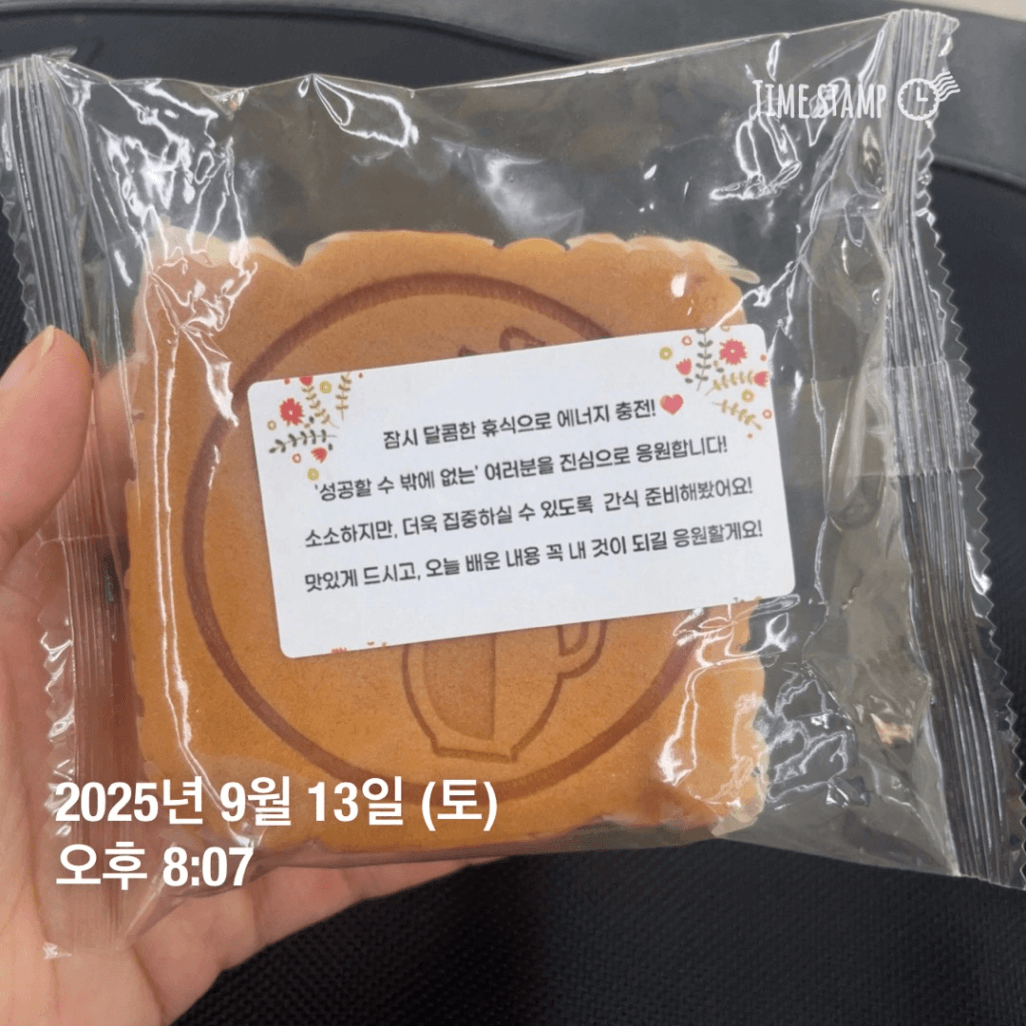 TIME STAMP
잠시 달콤한 휴식으로 에너지 충전!
'성공할 수 밖에 없는' 여러분을 진심으로 응원합니다!
소소하지만, 더욱 집중하실 수 있도록 간식 준비해봤어요!
맛있게 드시고, 오늘 배운 내용 꼭 내 것이 되길 응원할게요!
2025년 9월 13일 (토)
오후 8:07